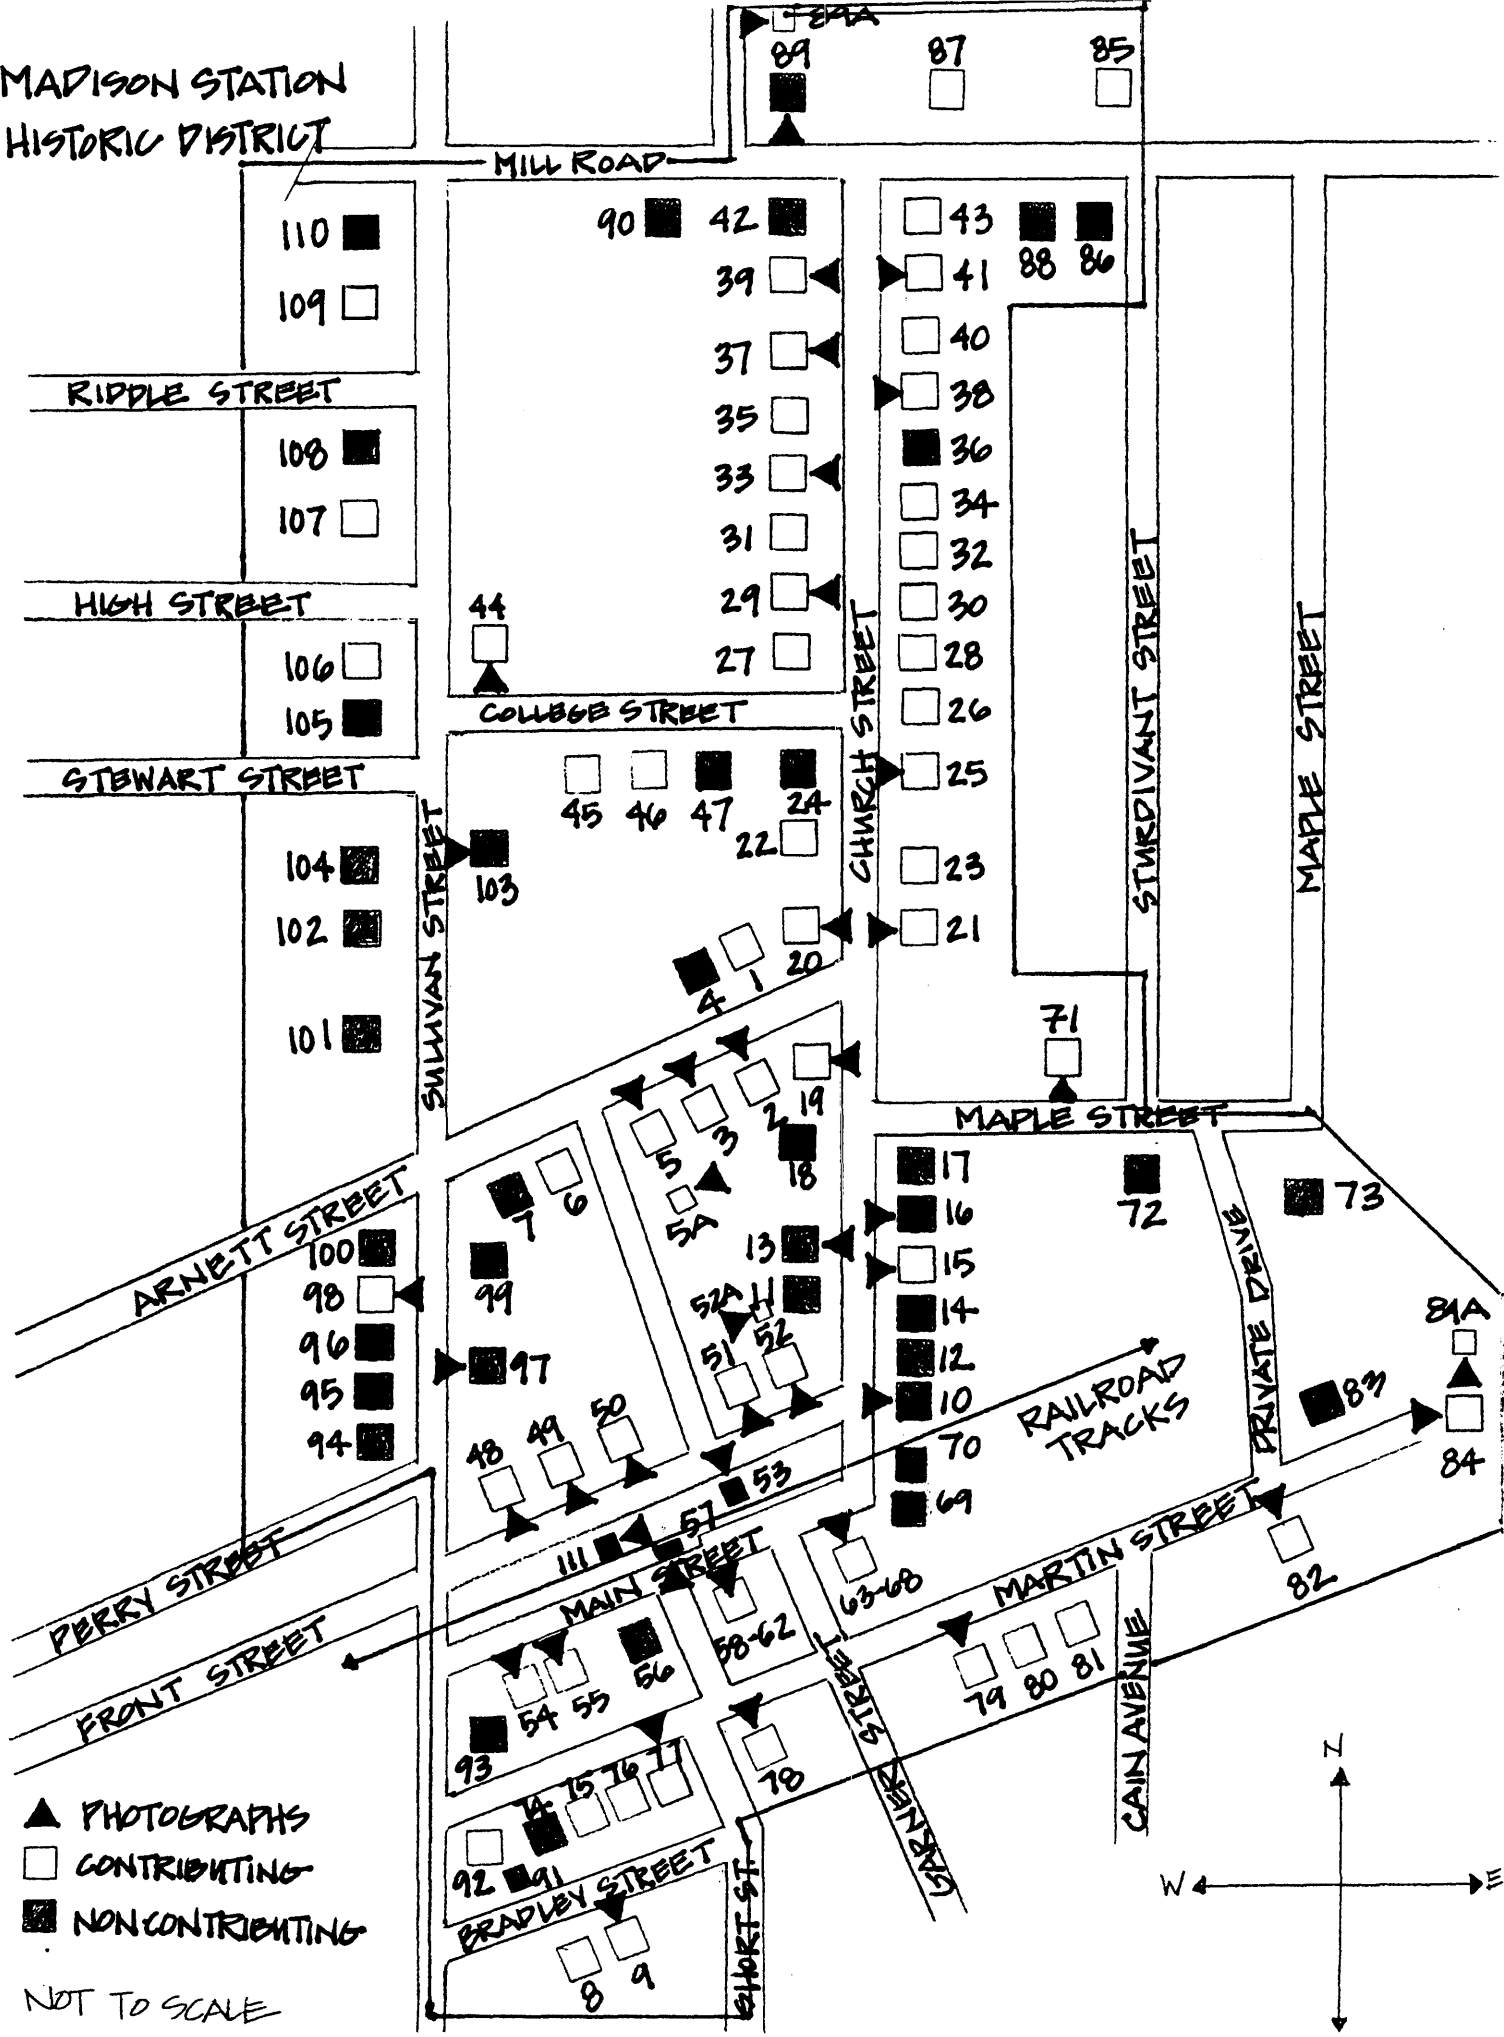 89A
89
87
85
MADISON STATION
HISTORIC DISTRICT
MILL ROAD
110
90
42
43
88
86
109
39
41
40
37
RIDDLE STREET
38
35
108
36
33
34
107
31
32
HIGH STREET
44
29
30
106
27
28
105
COLLEGE STREET
26
CHURCH STREET
STURDIVANT STREET
MAPLE STREET
STEWART STREET
45
46
47
24
25
22
104
103
23
SULLIVAN STREET
102
20
21
4
1
101
71
19
2
3
5
MAPLE STREET
18
17
5A
6
7
16
72
73
ARNETT STREET
100
13
15
98
99
52A
11
14
PRIVATE DRIVE
84A
96
97
52
51
12
RAILROAD
TRACKS
83
95
10
94
50
49
48
70
84
53
69
57
111
MARTIN STREET
82
MAIN STREET
63-68
PERRY STREET
58-62
56
55
54
79
80
81
FRONT STREET
GARNER STREET
CAIN AVENUE
93
77
76
75
74
78
N
PHOTOGRAPHS
CONTRIBUTING
92
91
BRADLEY STREET
W
E
NONCONTRIBUTING
SHORT ST.
8
9
NOT TO SCALE